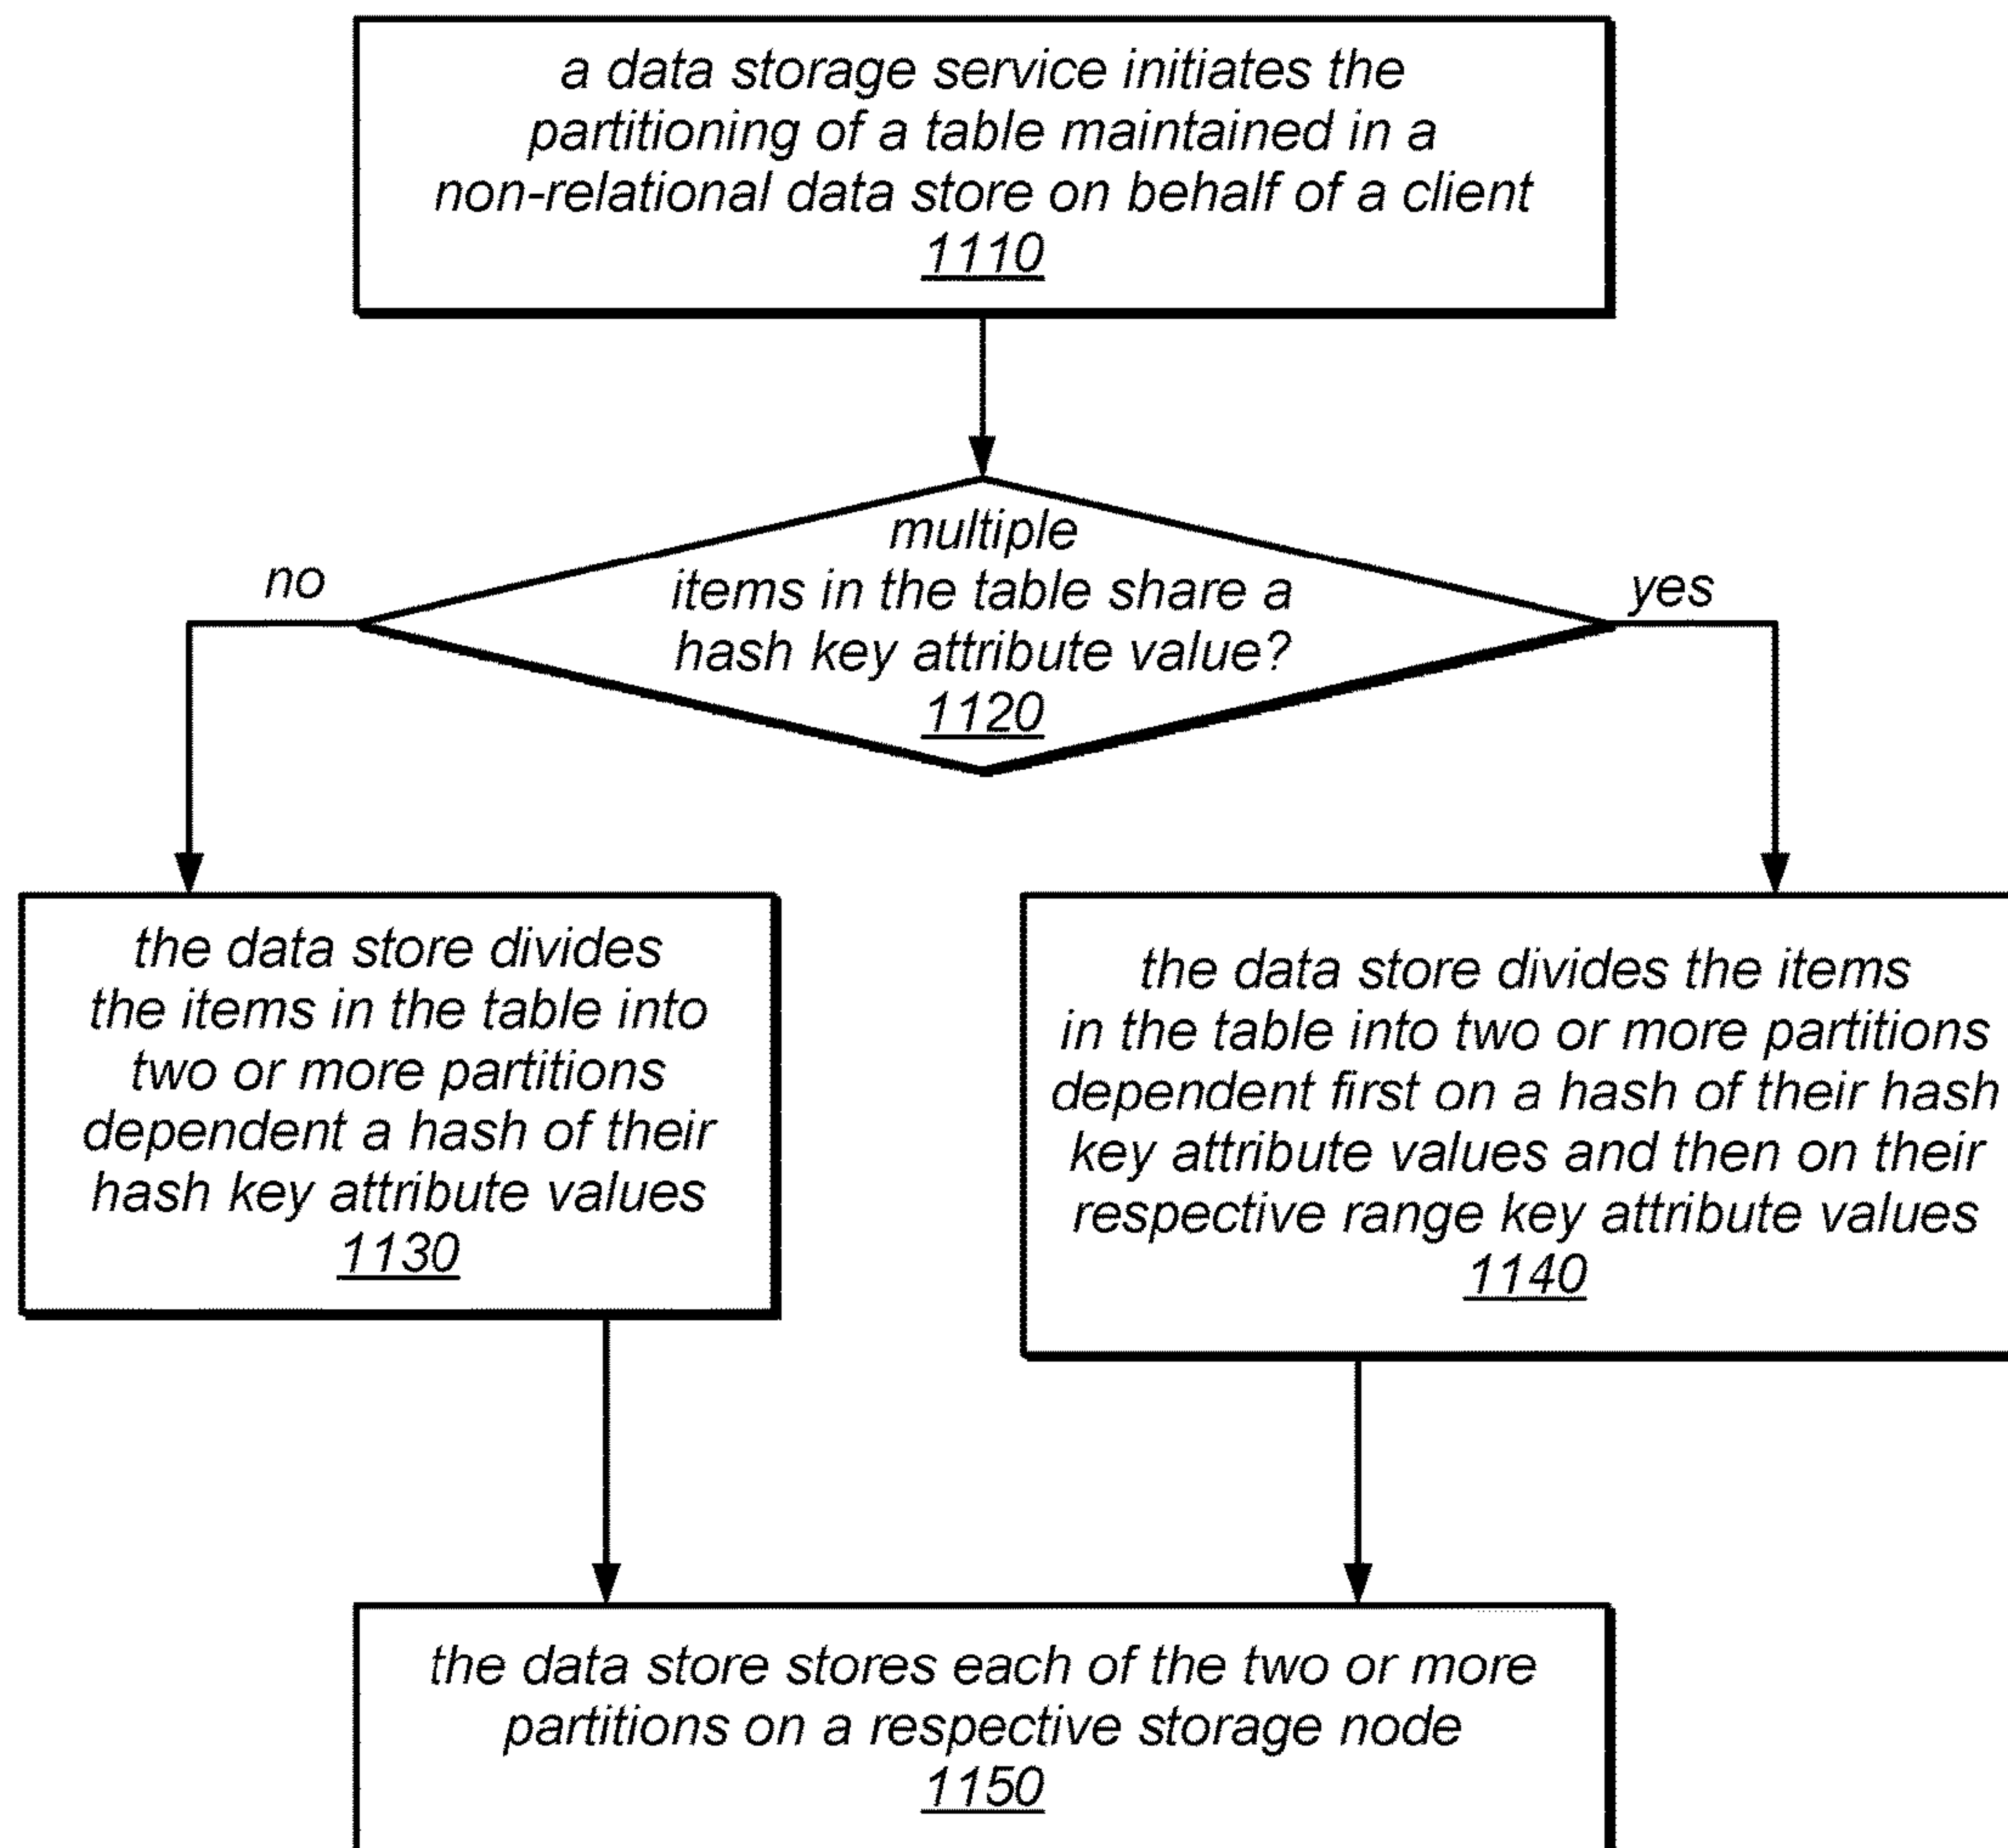 a data storage service initiates the
partitioning of a table maintained in a
non-relational data store on behalf of a client
1110
multiple
items in the table share a
hash key attribute value?
1120
no
yes
the data store divides
the items in the table into
two or more partitions
dependent a hash of their
hash key attribute values
1130
the data store divides the items
in the table into two or more partitions
dependent first on a hash of their hash
key attribute values and then on their
respective range key attribute values
1140
the data store stores each of the two or more
partitions on a respective storage node
1150